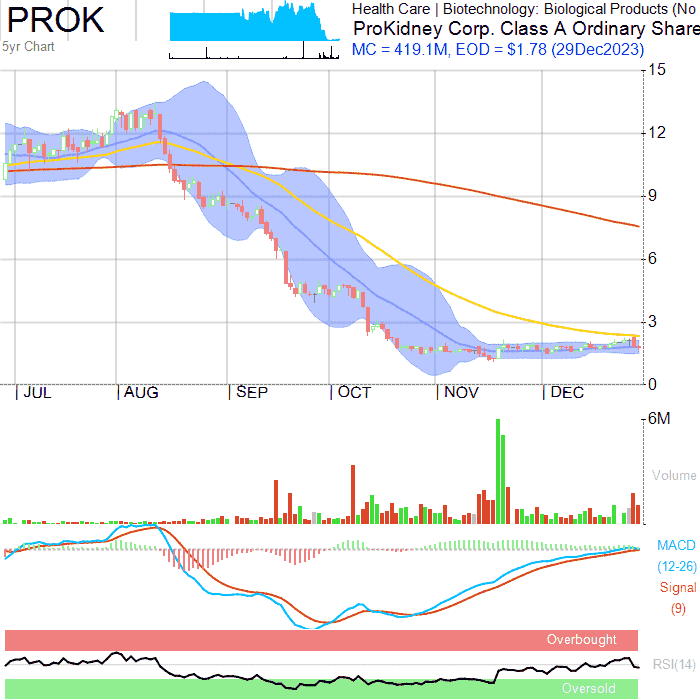 PROK
5yr Chart
Health Care | Biotechnology: Biological Products (No
ProKidney Corp. Class A Ordinary Share
MC = 419.1M, EOD = $1.78 (29Dec2023)
15
12
9
6
3
0
|JUL |AUG |SEP |OCT |NOV |DEC
6M
Volume
MACD
(12-26)
Signal
(9)
Overbought
RSI(14)
Oversold